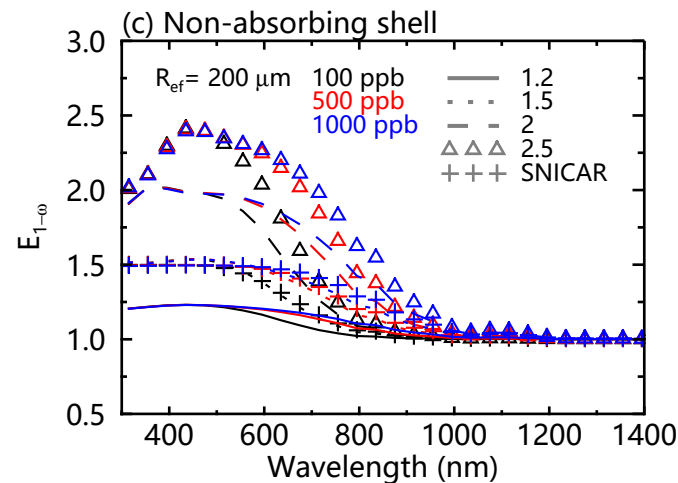 (c) Non-absorbing shell
R_ef= 200 μm
100 ppb
500 ppb
1000 ppb
1.2
1.5
2
2.5
SNICAR
E_1−ω
3.0
2.5
2.0
1.5
1.0
0.5
400 600 800 1000 1200 1400
Wavelength (nm)